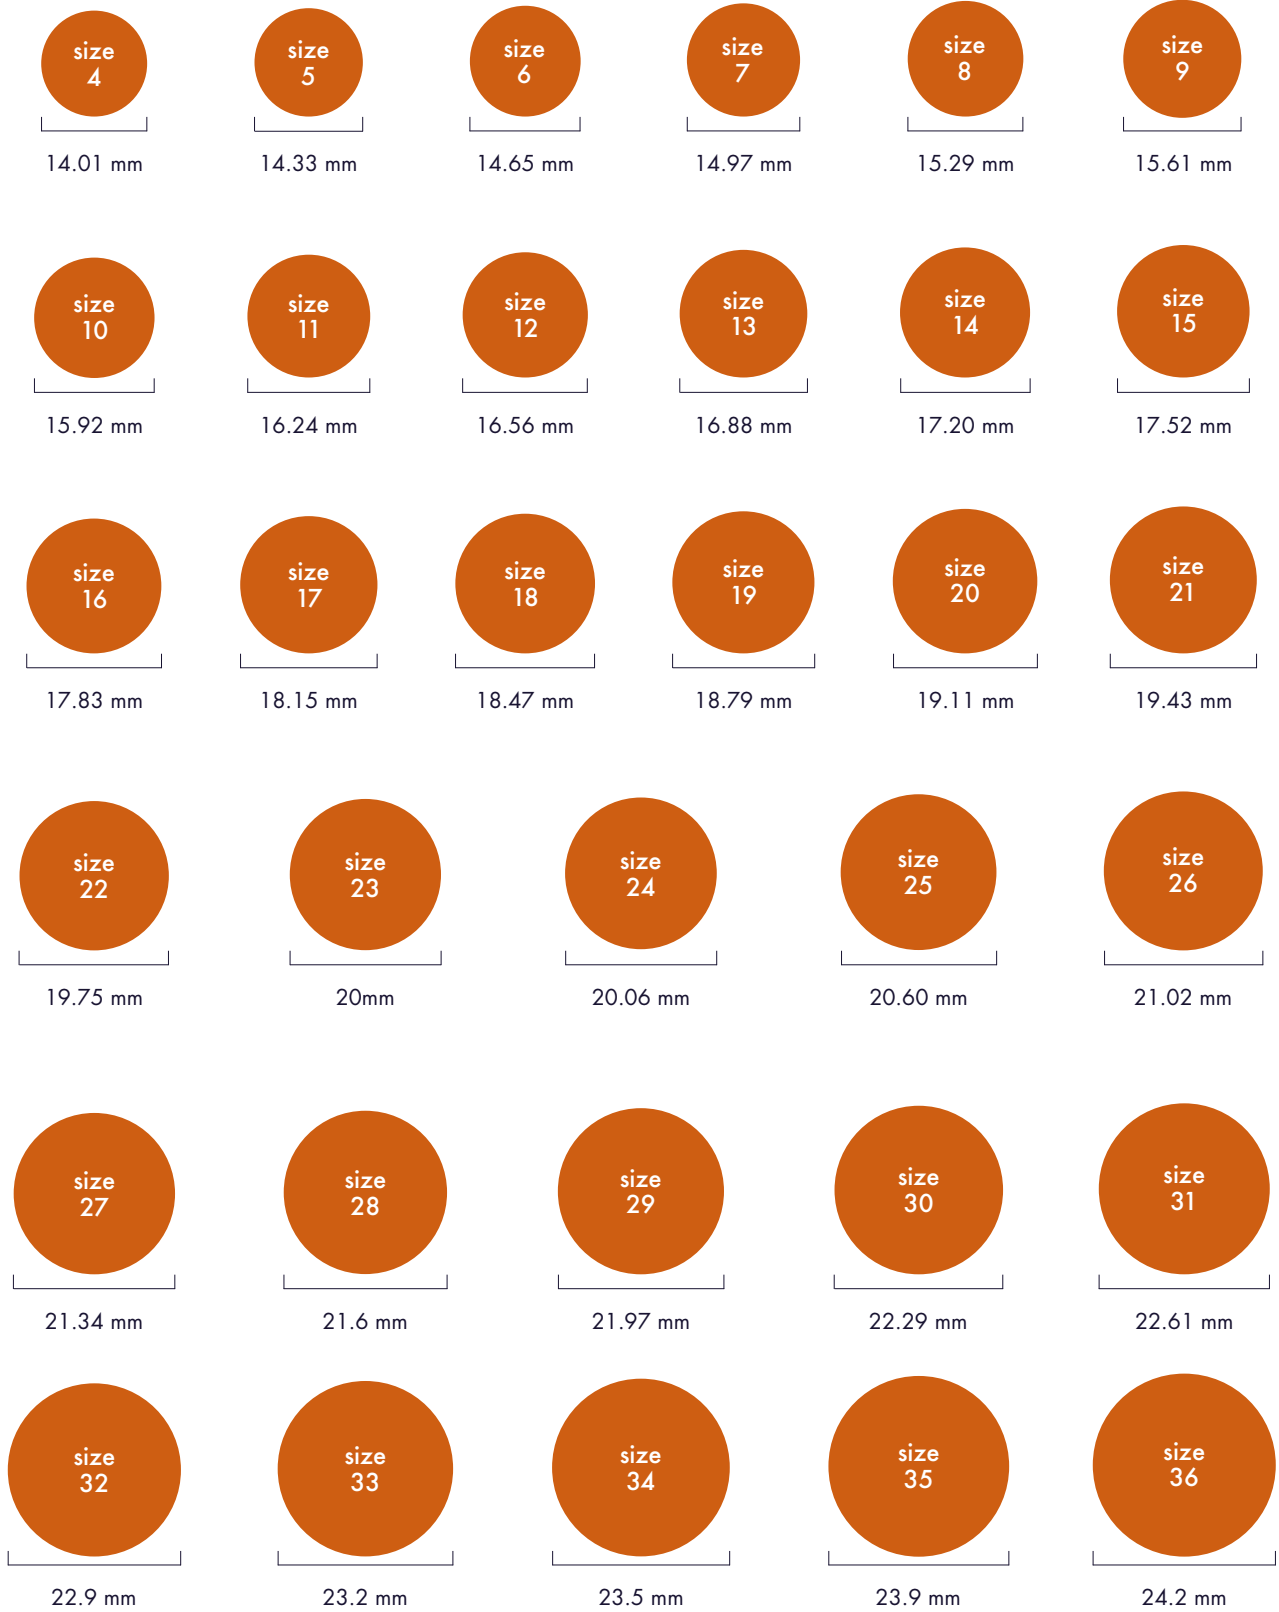 size
4
size
5
size
6
size
7
size
8
size
9
14.01 mm
14.33 mm
14.65 mm
14.97 mm
15.29 mm
15.61 mm
size
10
size
11
size
12
size
13
size
14
size
15
15.92 mm
16.24 mm
16.56 mm
16.88 mm
17.20 mm
17.52 mm
size
16
size
17
size
18
size
19
size
20
size
21
17.83 mm
18.15 mm
18.47 mm
18.79 mm
19.11 mm
19.43 mm
size
22
size
23
size
24
size
25
size
26
19.75 mm
20mm
20.06 mm
20.60 mm
21.02 mm
size
27
size
28
size
29
size
30
size
31
21.34 mm
21.6 mm
21.97 mm
22.29 mm
22.61 mm
size
32
size
33
size
34
size
35
size
36
22.9 mm
23.2 mm
23.5 mm
23.9 mm
24.2 mm